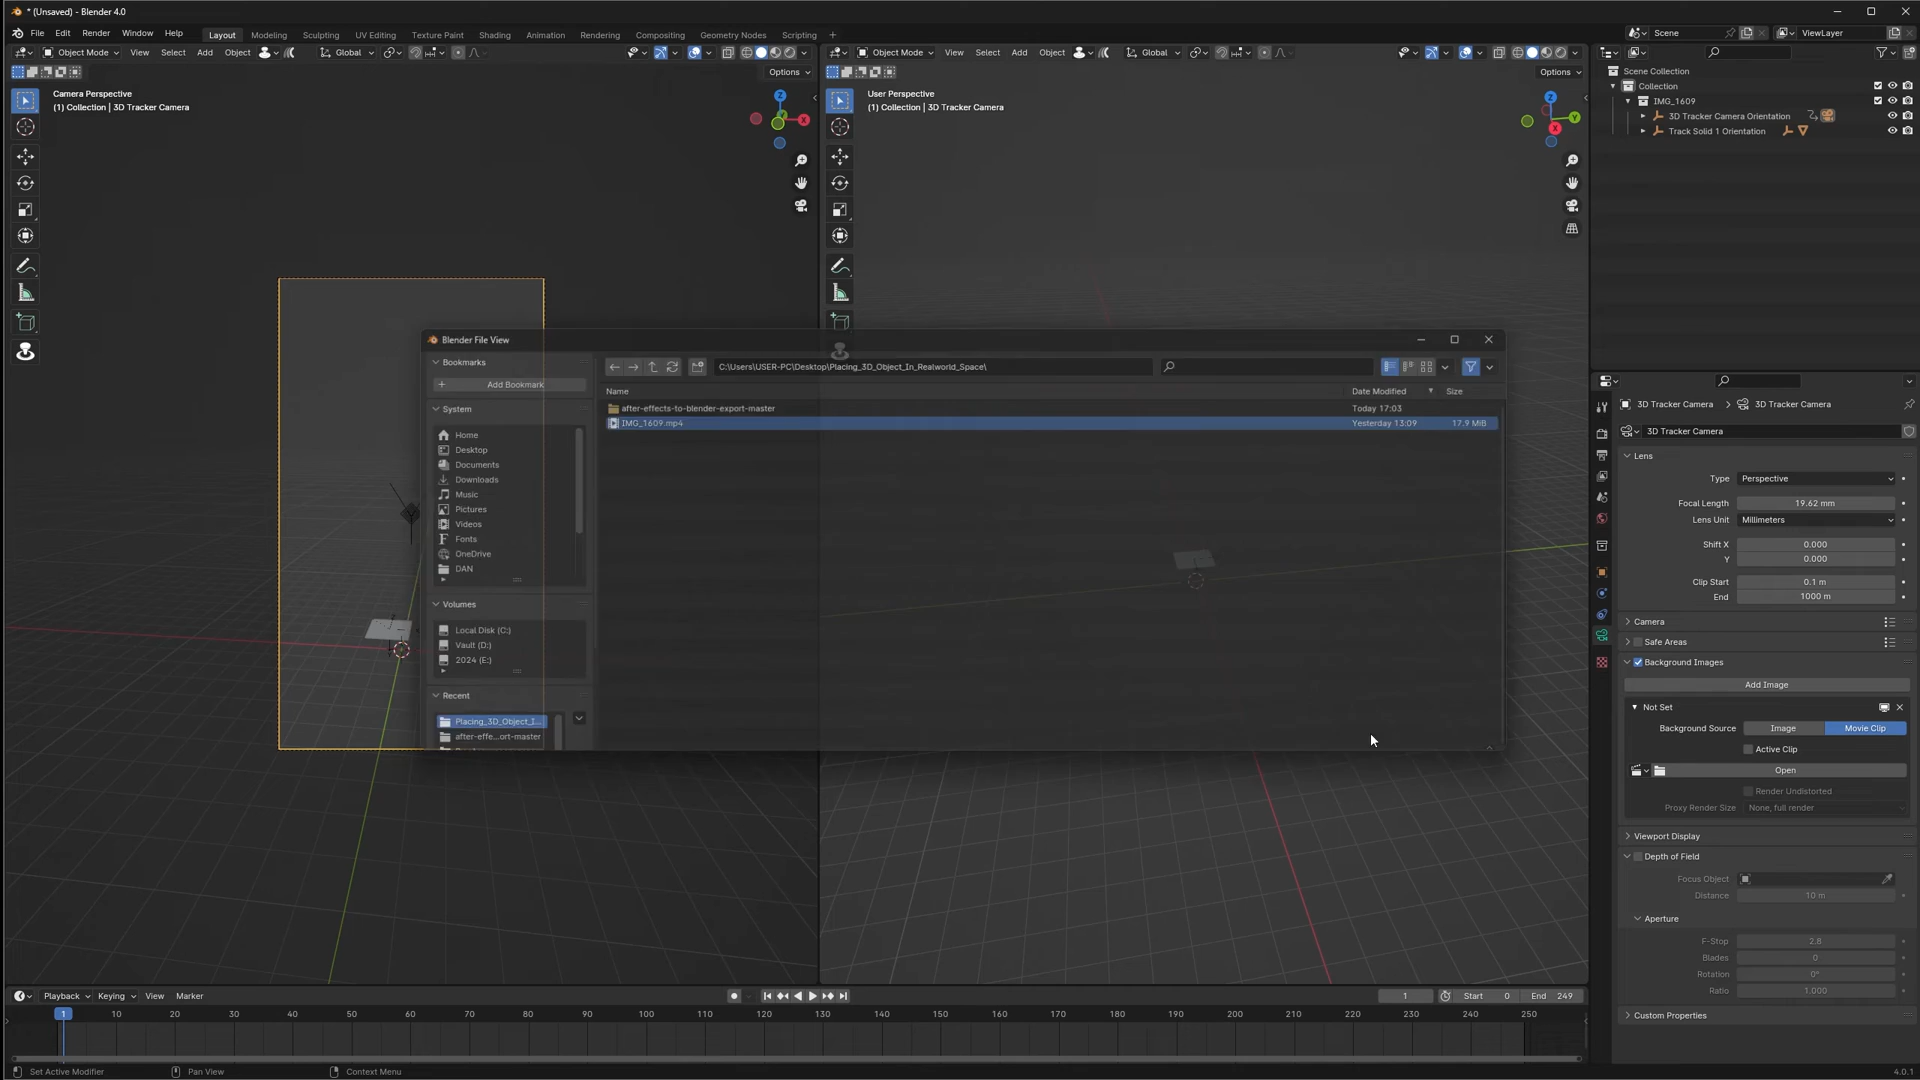 * (Unsaved) - Blender 4.0
File Edit Render Window Help Layout Modeling Sculpting UV Editing Texture Paint Shading Animation Rendering Compositing Geometry Nodes Scripting + Scene ViewLayer
Object Mode View Select Add Object Global
Object Mode View Select Add Object Global
Options
Options
Camera Perspective
(1) Collection | 3D Tracker Camera
User Perspective
(1) Collection | 3D Tracker Camera
Z
X
Z
Y
X
Scene Collection
Collection
IMG_1609
3D Tracker Camera Orientation
Track Solid 1 Orientation
Blender File View
Bookmarks
Add Bookmark
System
Home
Desktop
Documents
Downloads
Music
Pictures
Videos
Fonts
OneDrive
DAN
Volumes
Local Disk (C:)
Vault (D:)
2024 (E:)
Recent
Placing_3D_Object_I...
after-effe...ort-master
C:\Users\USER-PC\Desktop\Placing_3D_Object_In_Realworld_Space\
Name Date Modified Size
after-effects-to-blender-export-master Today 17:03
IMG_1609.mp4 Yesterday 13:09 17.9 MiB
3D Tracker Camera > 3D Tracker Camera
3D Tracker Camera
Lens
Type Perspective
Focal Length 19.62 mm
Lens Unit Millimeters
Shift X 0.000
Y 0.000
Clip Start 0.1 m
End 1000 m
Camera
Safe Areas
Background Images
Add Image
Not Set
Background Source Image Movie Clip
Active Clip
Open
Render Undistorted
Proxy Render Size None, full render
Viewport Display
Depth of Field
Focus Object
Distance 10 m
Aperture
F-Stop 2.8
Blades 0
Rotation 0°
Ratio 1.000
Custom Properties
Playback Keying View Marker 1 Start 0 End 249
1 10 20 30 40 50 60 70 80 90 100 110 120 130 140 150 160 170 180 190 200 210 220 230 240 250
Set Active Modifier Pan View Context Menu 4.0.1